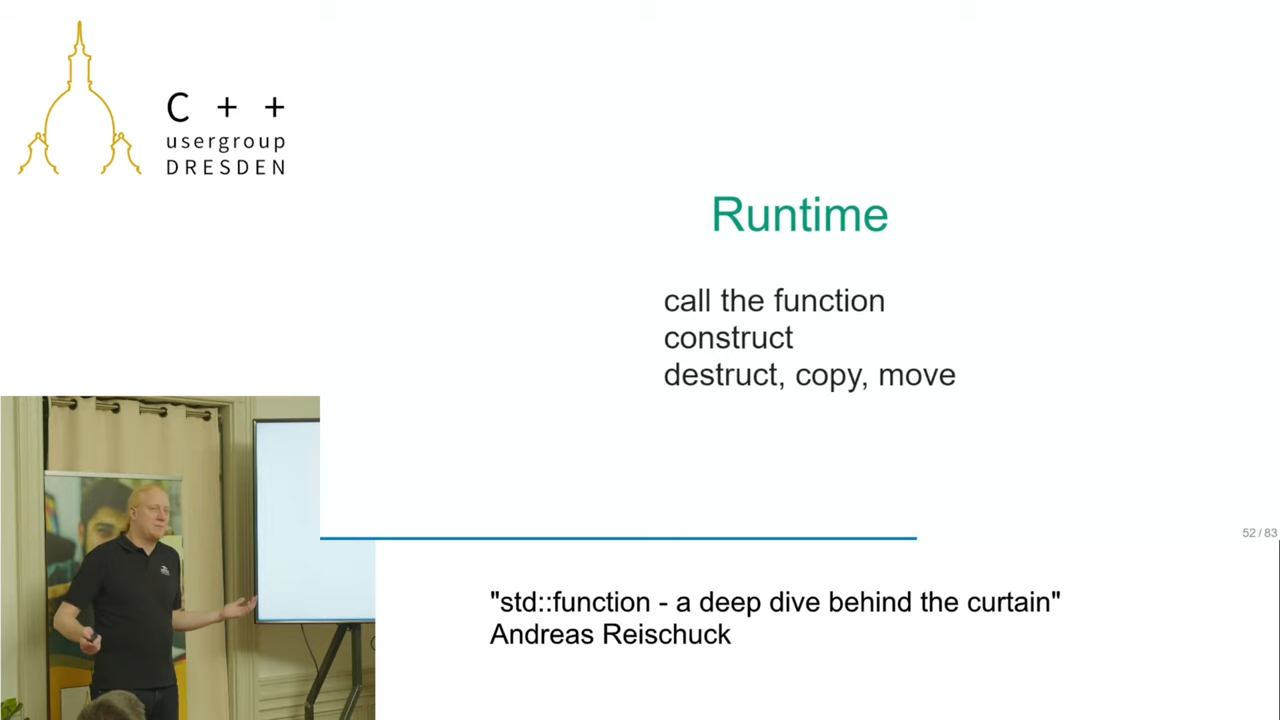 C + +
usergroup
DRESDEN
Runtime
call the function
construct
destruct, copy, move
52 / 83
"std::function - a deep dive behind the curtain"
Andreas Reischuck